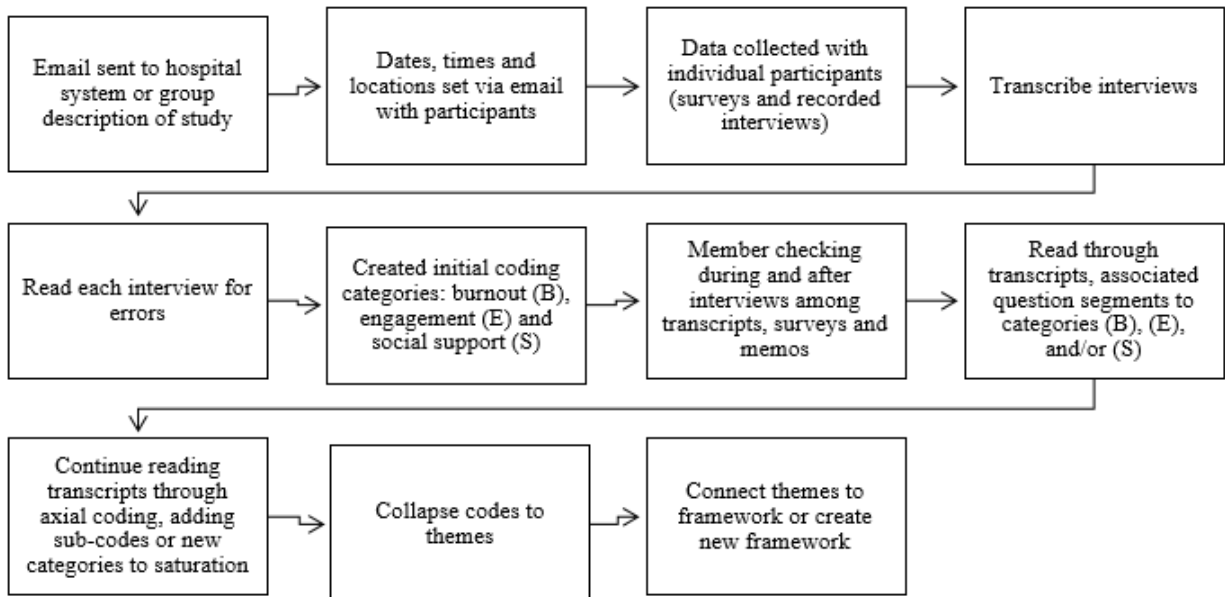 Email sent to hospital
system or group
description of study
Dates, times and
locations set via email
with participants
Data collected with
individual participants
(surveys and recorded
interviews)
Transcribe interviews
Read each interview for
errors
Created initial coding
categories: burnout (B),
engagement (E) and
social support (S)
Member checking
during and after
interviews among
transcripts, surveys and
memos
Read through
transcripts, associated
question segments to
categories (B), (E),
and/or (S)
Continue reading
transcripts through
axial coding, adding
sub-codes or new
categories to saturation
Collapse codes to
themes
Connect themes to
framework or create
new framework